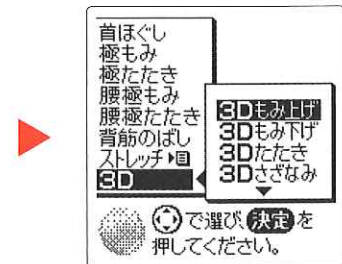 首ほぐし
極もみ
極たたき
腰極もみ
腰極たたき
背筋のばし
ストレッチ
3D
3Dもみ上げ
3Dもみ下げ
3Dたたき
3Dさざなみ
で選び、決定を
押してください。